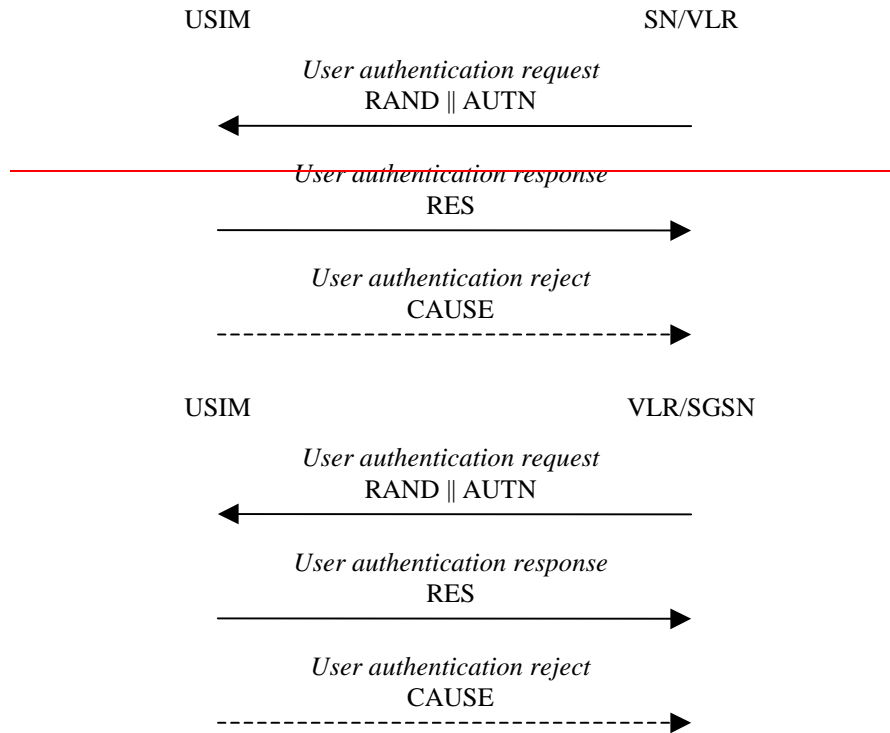 USIM SN/VLR
User authentication request
RAND || AUTN
User authentication response
RES
User authentication reject
CAUSE
USIM VLR/SGSN
User authentication request
RAND || AUTN
User authentication response
RES
User authentication reject
CAUSE